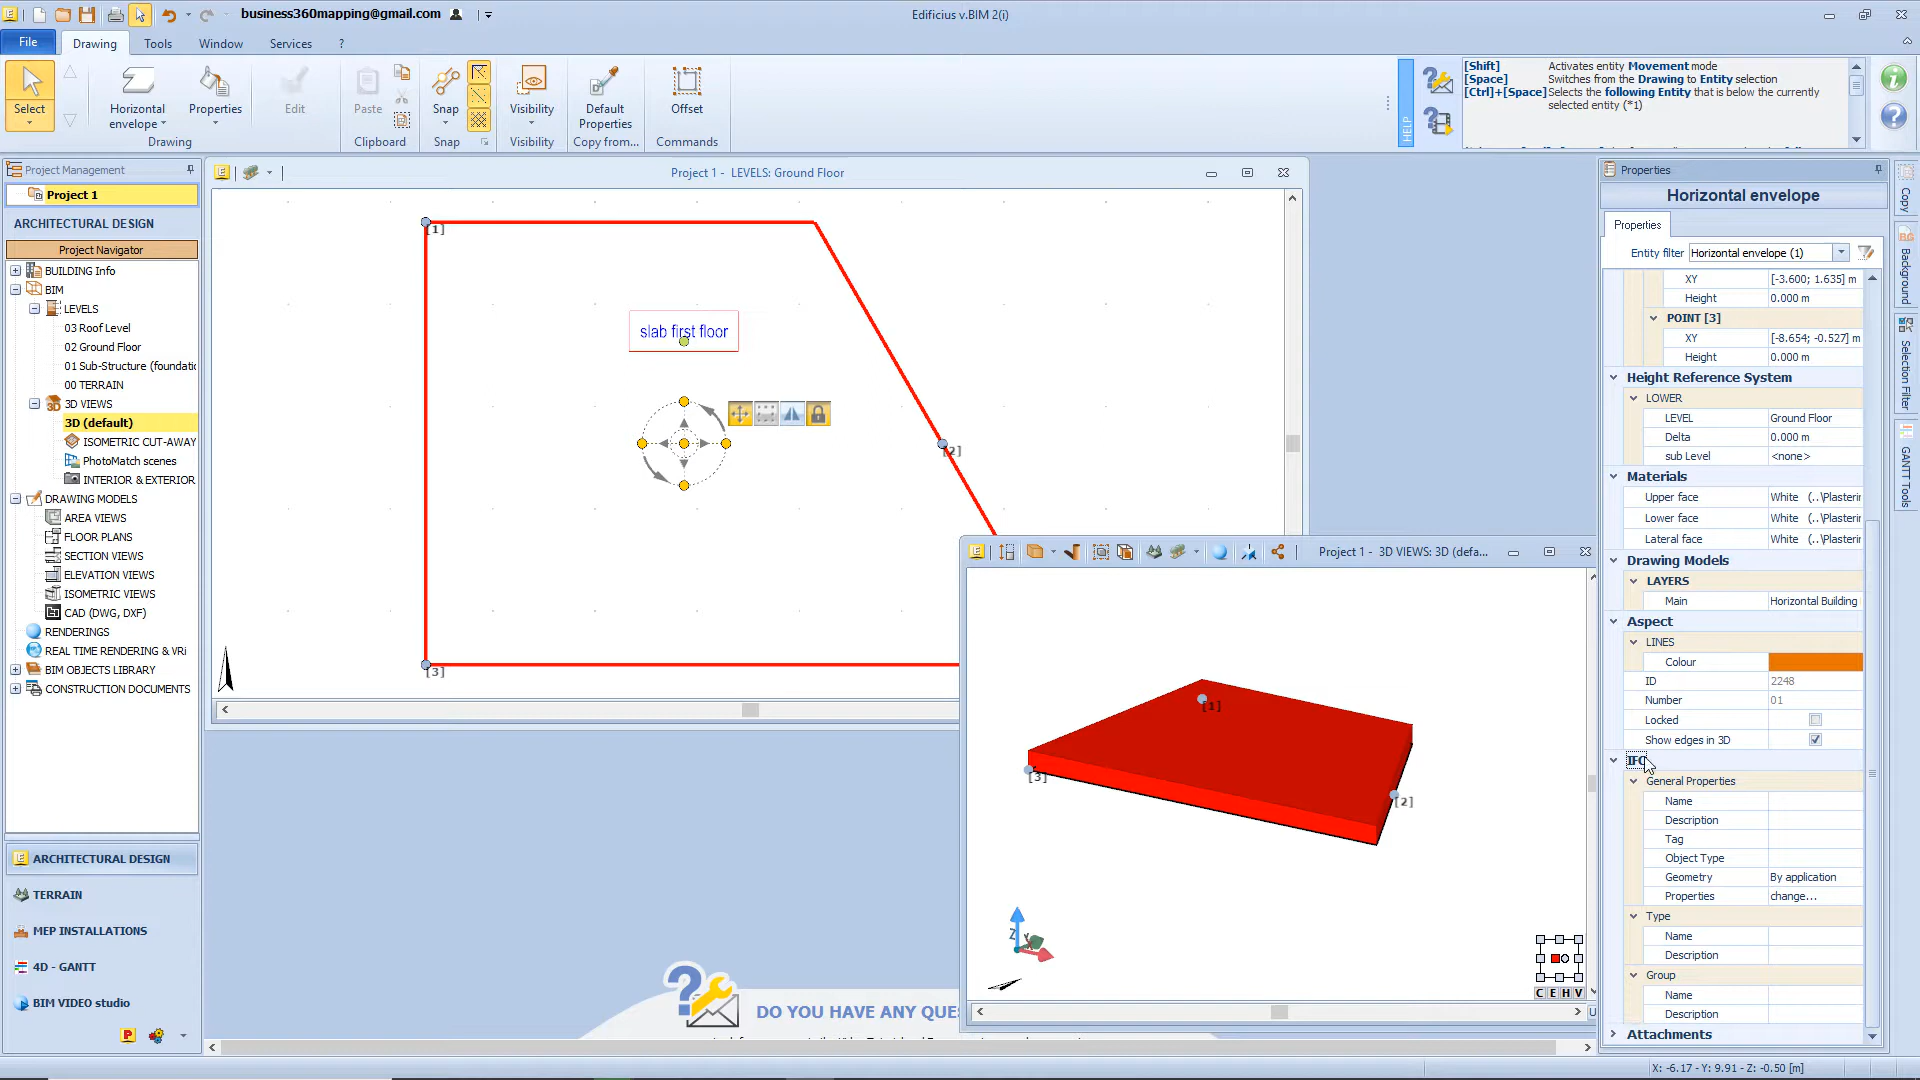 business360mapping@gmail.com
Edificius v.BIM 2(i)
File
Drawing
Tools
Window
Services
?
Select
Horizontal envelope
Properties
Edit
Paste
Snap
Visibility
Default Properties
Offset
Drawing
Clipboard
Snap
Visibility
Copy from...
Commands
HELP
[Shift] Activates entity Movement mode
[Space] Switches from the Drawing to Entity selection
[Ctrl]+[Space] Selects the following Entity that is below the currently
selected entity (*1)
Project Management
Project 1
ARCHITECTURAL DESIGN
Project Navigator
BUILDING Info
BIM
LEVELS
03 Roof Level
02 Ground Floor
01 Sub-Structure (foundatio
00 TERRAIN
3D VIEWS
3D (default)
ISOMETRIC CUT-AWAY
PhotoMatch scenes
INTERIOR & EXTERIOR
DRAWING MODELS
AREA VIEWS
FLOOR PLANS
SECTION VIEWS
ELEVATION VIEWS
ISOMETRIC VIEWS
CAD (DWG, DXF)
RENDERINGS
REAL TIME RENDERING & VRi
BIM OBJECTS LIBRARY
CONSTRUCTION DOCUMENTS
ARCHITECTURAL DESIGN
TERRAIN
MEP INSTALLATIONS
4D - GANTT
BIM VIDEO studio
Project 1 - LEVELS: Ground Floor
[1]
slab first floor
[2]
[3]
Project 1 - 3D VIEWS: 3D (defa...
[1]
[3]
[2]
Z
C E H V
DO YOU HAVE ANY QUE
Properties
Horizontal envelope
Properties
Entity filter Horizontal envelope (1)
XY [-3.600; 1.635] m
Height 0.000 m
POINT [3]
XY [-8.654; -0.527] m
Height 0.000 m
Height Reference System
LOWER
LEVEL Ground Floor
Delta 0.000 m
sub Level <none>
Materials
Upper face White (..\Plasterin
Lower face White (..\Plasterin
Lateral face White (..\Plasterin
Drawing Models
LAYERS
Main Horizontal Building
Aspect
LINES
Colour
ID 2248
Number 01
Locked
Show edges in 3D
IFC
General Properties
Name
Description
Tag
Object Type
Geometry By application
Properties change...
Type
Name
Description
Group
Name
Description
Attachments
Copy
Background
Selection Filter
GANTT Tools
X: -6.17 - Y: 9.91 - Z: -0.50 [m]